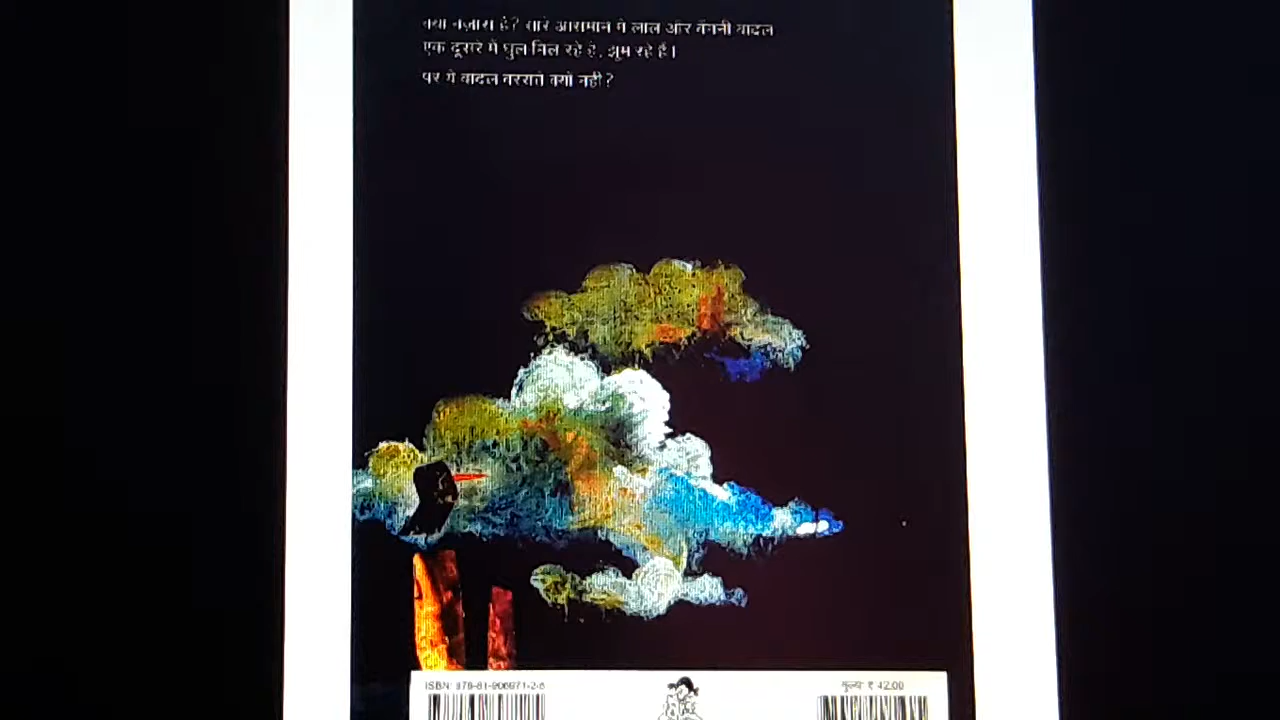 क्या नज़ारा है? सारे आसमान में लाल और बैंगनी बादल
एक दूसरे में घुल मिल रहे हैं, झूम रहे हैं।
पर ये बादल बरसते क्यों नहीं?
ISBN: 978-81-906971-2-6
मूल्य: ₹ 42.00